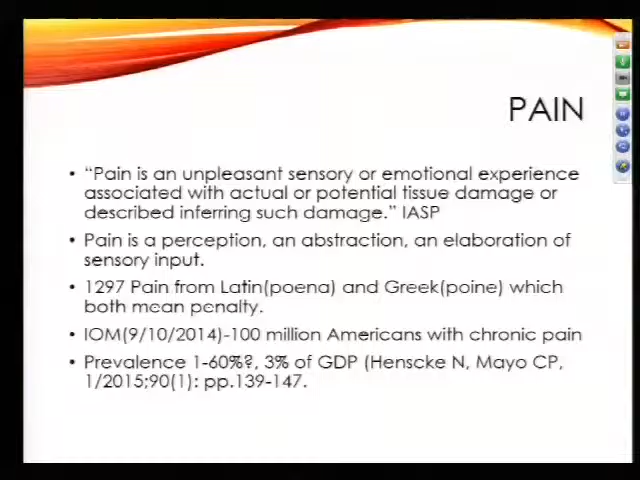 PAIN
• "Pain is an unpleasant sensory or emotional experience
associated with actual or potential tissue damage or
described inferring such damage." IASP
• Pain is a perception, an abstraction, an elaboration of
sensory input.
• 1297 Pain from Latin(poena) and Greek(poine) which
both mean penalty.
• IOM(9/10/2014)-100 million Americans with chronic pain
• Prevalence 1-60%?, 3% of GDP (Henscke N, Mayo CP,
1/2015;90(1): pp.139-147.